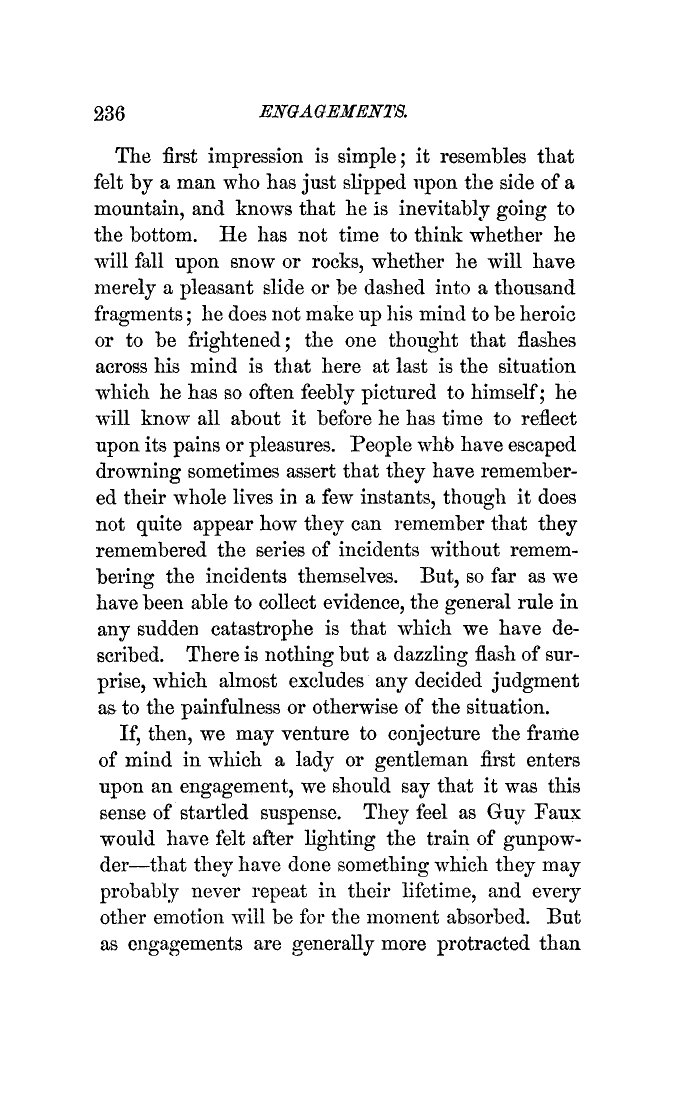 236 ENGAGEMENTS.
The first impression is simple; it resembles that
felt by a man who has just slipped upon the side of a
mountain, and knows that he is inevitably going to
the bottom. He has not time to think whether he
will fall upon snow or rocks, whether he will have
merely a pleasant slide or be dashed into a thousand
fragments; he does not make up his mind to be heroic
or to be frightened; the one thought that flashes
across his mind is that here at last is the situation
which he has so often feebly pictured to himself; he
will know all about it before he has time to reflect
upon its pains or pleasures. People who have escaped
drowning sometimes assert that they have remember-
ed their whole lives in a few instants, though it does
not quite appear how they can remember that they
remembered the series of incidents without remem-
bering the incidents themselves. But, so far as we
have been able to collect evidence, the general rule in
any sudden catastrophe is that which we have de-
scribed. There is nothing but a dazzling flash of sur-
prise, which almost excludes any decided judgment
as to the painfulness or otherwise of the situation.
If, then, we may venture to conjecture the frame
of mind in which a lady or gentleman first enters
upon an engagement, we should say that it was this
sense of startled suspense. They feel as Guy Faux
would have felt after lighting the train of gunpow-
der—that they have done something which they may
probably never repeat in their lifetime, and every
other emotion will be for the moment absorbed. But
as engagements are generally more protracted than